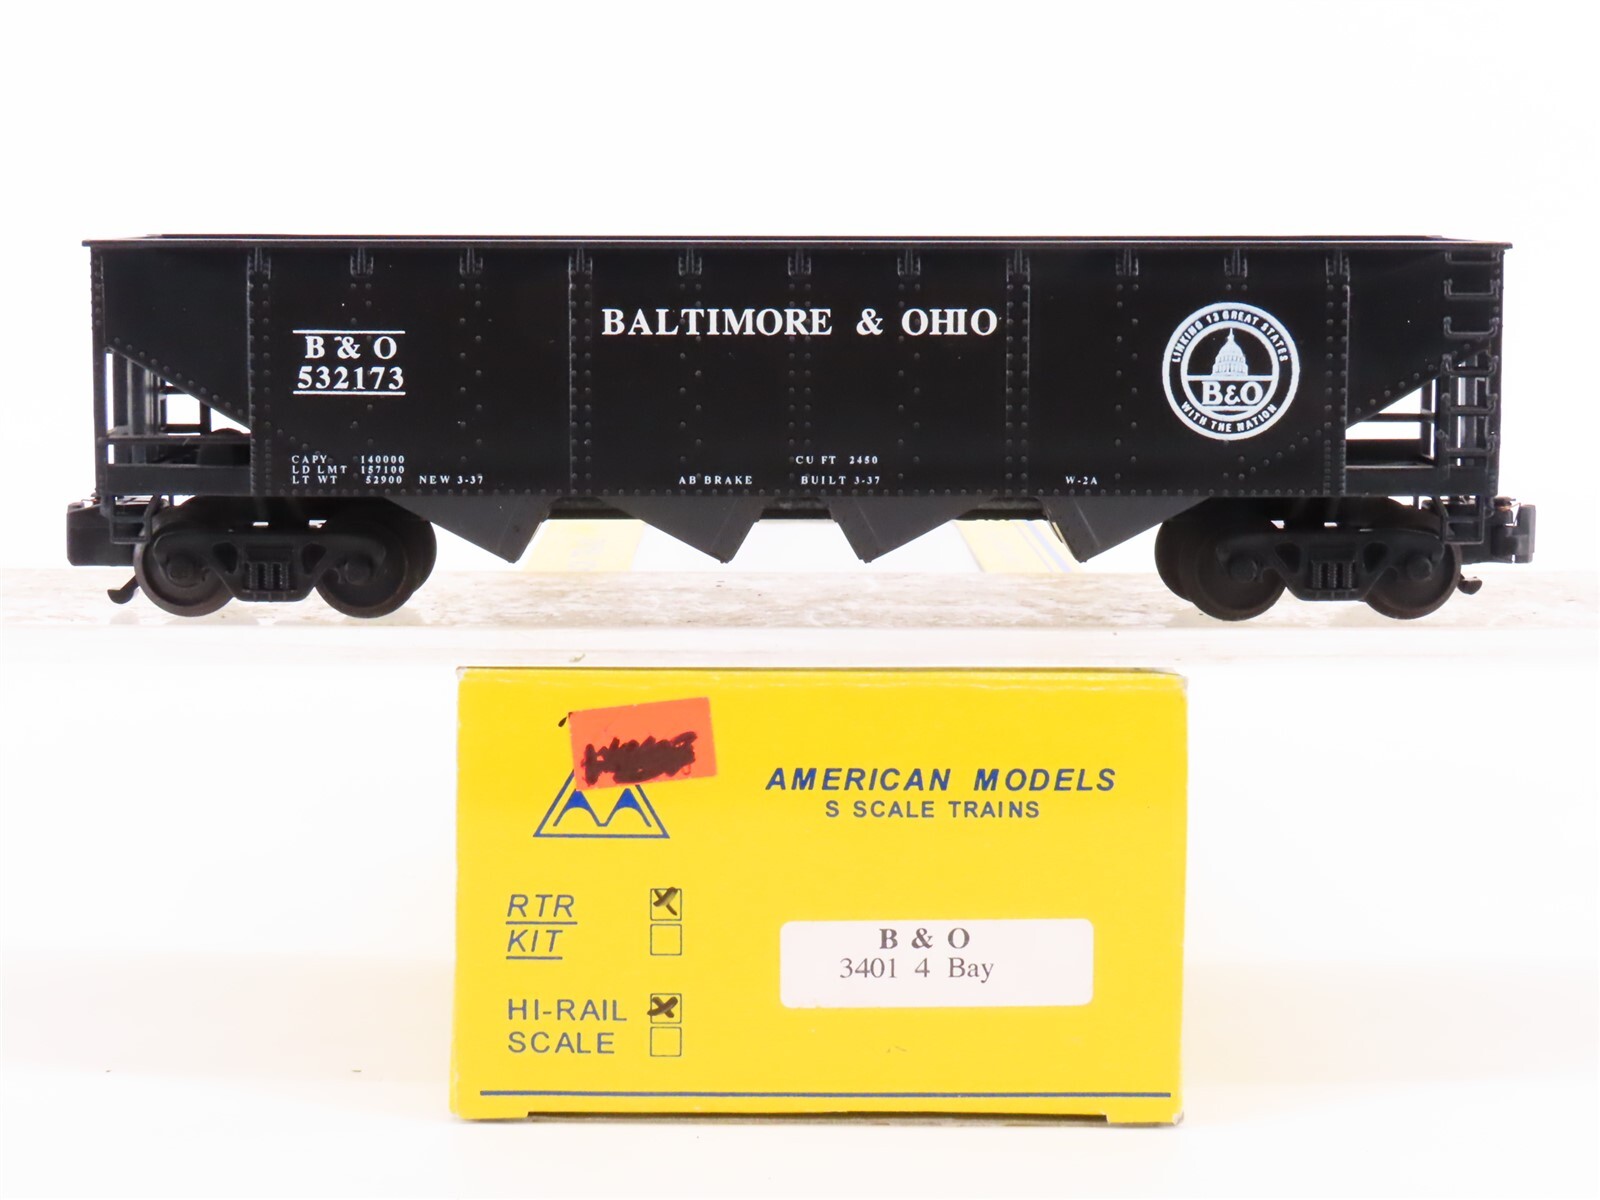 BALTIMORE & OHIO
B & O
532173
LINKING 13 GREAT STATES
B&O
WITH THE NATION
CAPY 140000
LD LMT 157100
LT WT 52900 NEW 3-37
AB BRAKE
CU FT 2450
BUILT 3-37
W-2A
AMERICAN MODELS
S SCALE TRAINS
RTR
KIT
HI-RAIL
SCALE
B & O
3401 4 Bay